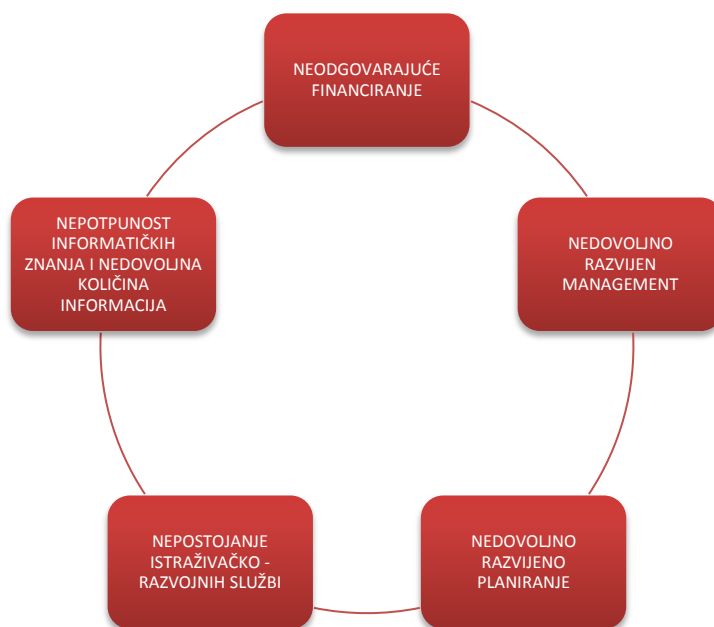 NEODGOVARAJUĆE
FINANCIRANJE
NEDOVOLJNO
RAZVIJEN
MANAGEMENT
NEDOVOLJNO
RAZVIJENO
PLANIRANJE
NEPOSTOJANJE
ISTRAŽIVAČKO -
RAZVOJNIH SLUŽBI
NEPOTPUNOST
INFORMATIČKIH
ZNANJA I NEDOVOLJNA
KOLIČINA
INFORMACIJA